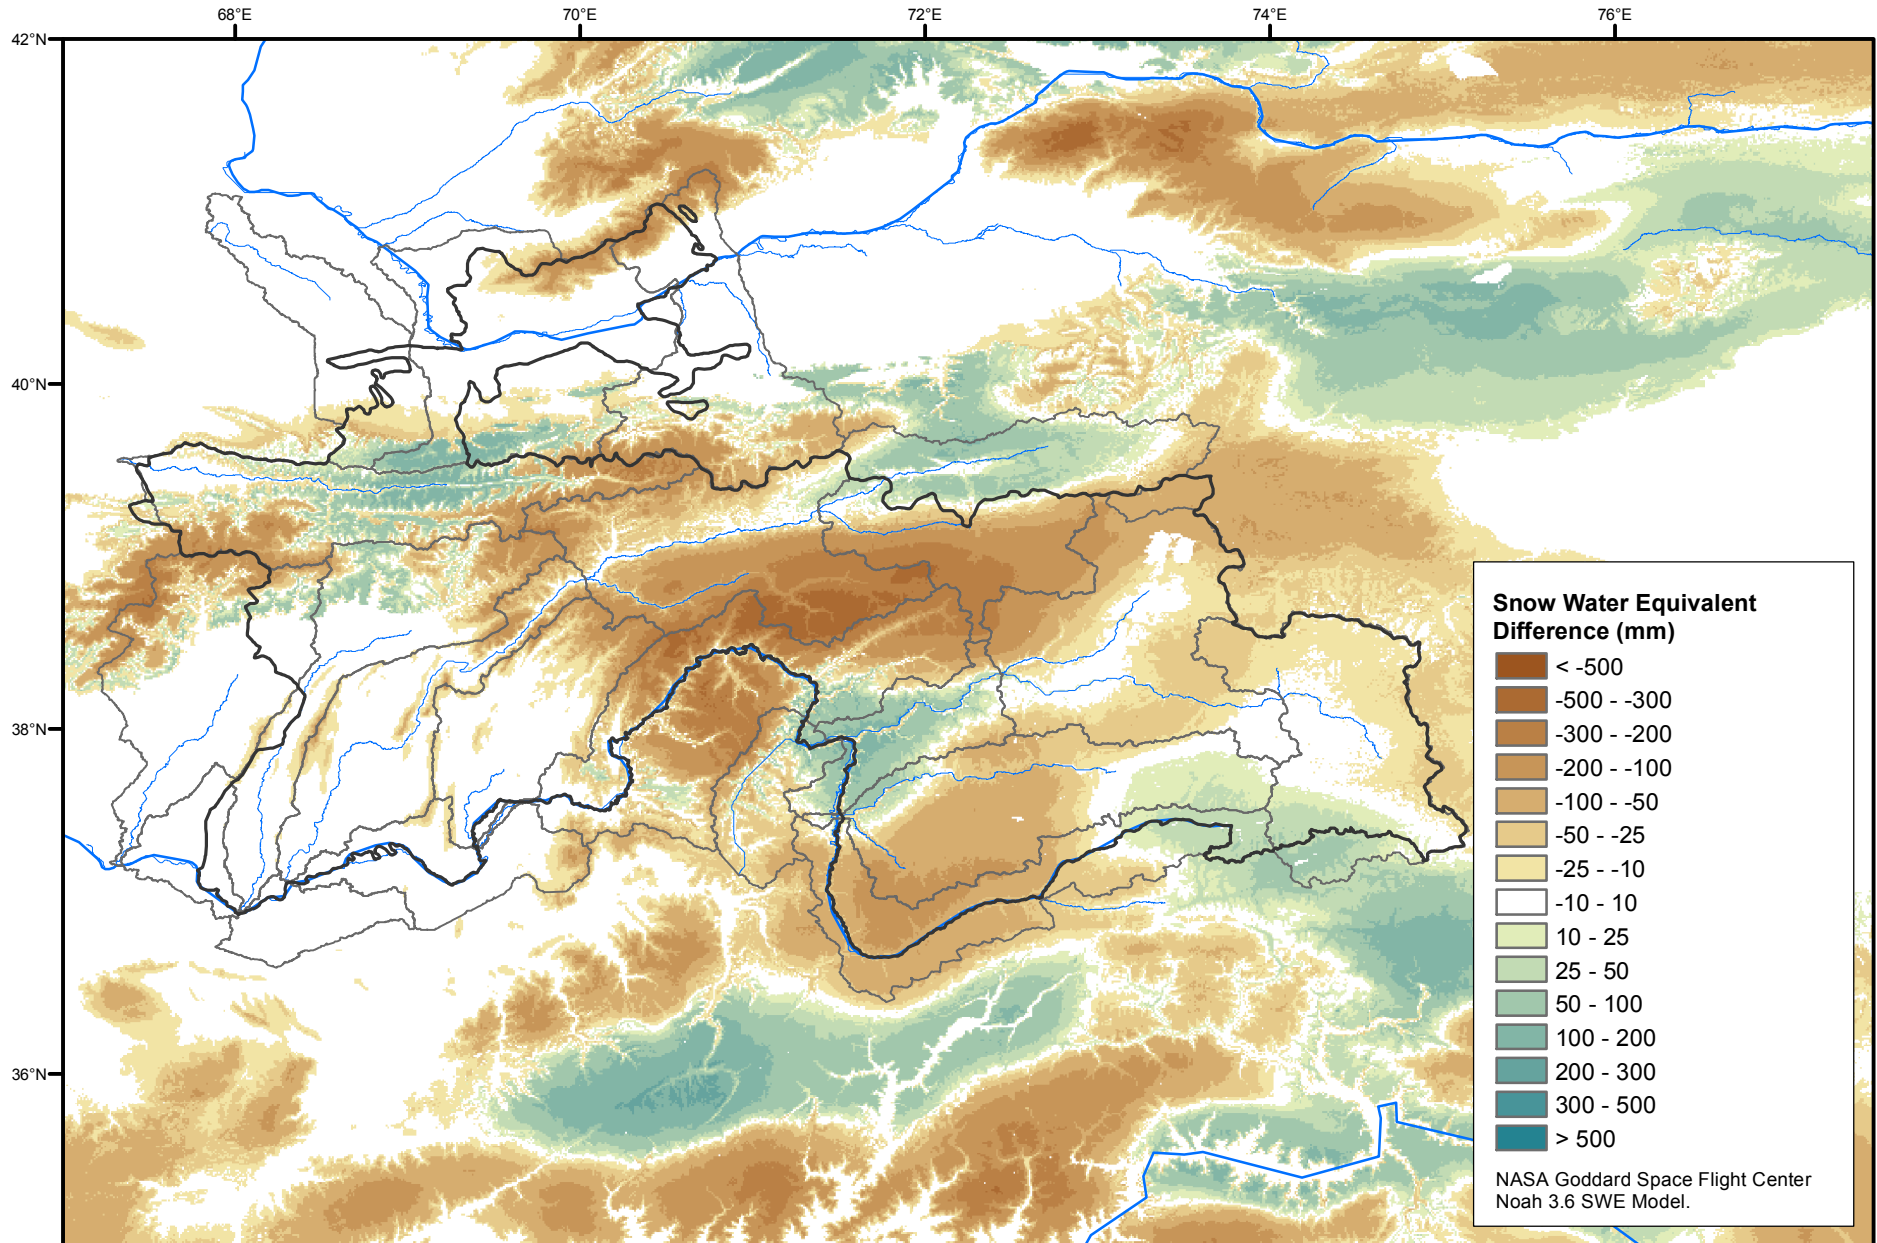 68°E
70°E
72°E
74°E
76°E
42°N
40°N
38°N
36°N
Snow Water Equivalent
Difference (mm)
< -500
-500 - -300
-300 - -200
-200 - -100
-100 - -50
-50 - -25
-25 - -10
-10 - 10
10 - 25
25 - 50
50 - 100
100 - 200
200 - 300
300 - 500
> 500
NASA Goddard Space Flight Center
Noah 3.6 SWE Model.